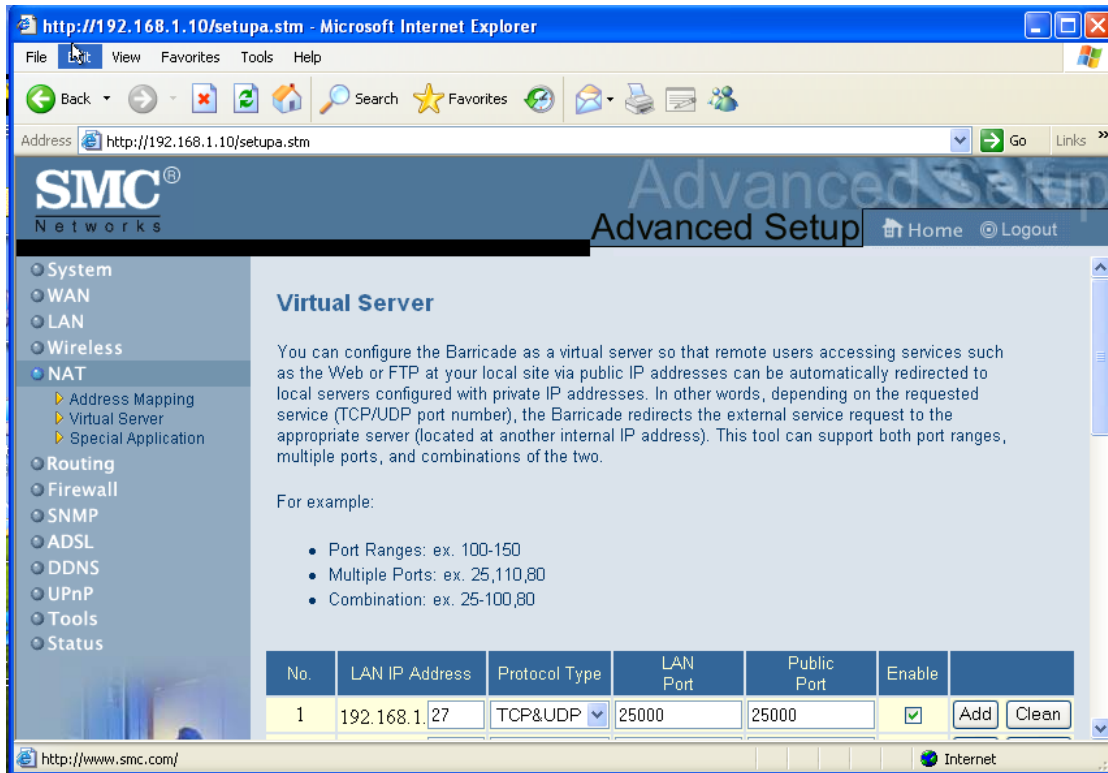 http://192.168.1.10/setupa.stm - Microsoft Internet Explorer
File Edit View Favorites Tools Help
Back Search Favorites
Address http://192.168.1.10/setupa.stm Go Links »
SMC®
Networks
Advanced Setup
Advanced Setup
Home Logout
System
WAN
LAN
Wireless
NAT
Address Mapping
Virtual Server
Special Application
Routing
Firewall
SNMP
ADSL
DDNS
UPnP
Tools
Status
Virtual Server
You can configure the Barricade as a virtual server so that remote users accessing services such
as the Web or FTP at your local site via public IP addresses can be automatically redirected to
local servers configured with private IP addresses. In other words, depending on the requested
service (TCP/UDP port number), the Barricade redirects the external service request to the
appropriate server (located at another internal IP address). This tool can support both port ranges,
multiple ports, and combinations of the two.
For example:
• Port Ranges: ex. 100-150
• Multiple Ports: ex. 25,110,80
• Combination: ex. 25-100,80
No. LAN IP Address Protocol Type LAN Port Public Port Enable
1 192.168.1. 27 TCP&UDP 25000 25000 Add Clean
http://www.smc.com/ Internet